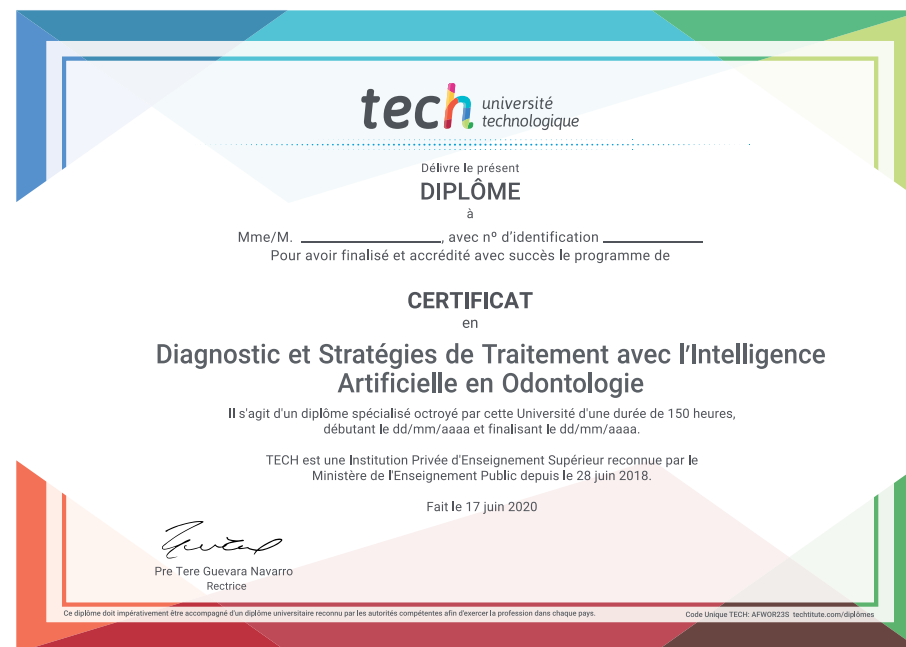 tech université
technologique
Délivre le présent
DIPLÔME
à
Mme/M. ____________________, avec nº d'identification ______________
Pour avoir finalisé et accrédité avec succès le programme de
CERTIFICAT
en
Diagnostic et Stratégies de Traitement avec l'Intelligence
Artificielle en Odontologie
Il s'agit d'un diplôme spécialisé octroyé par cette Université d'une durée de 150 heures,
débutant le dd/mm/aaaa et finalisant le dd/mm/aaaa.
TECH est une Institution Privée d'Enseignement Supérieur reconnue par le
Ministère de l'Enseignement Public depuis le 28 juin 2018.
Fait le 17 juin 2020
Pre Tere Guevara Navarro
Rectrice
Ce diplôme doit impérativement être accompagné d'un diplôme universitaire reconnu par les autorités compétentes afin d'exercer la profession dans chaque pays.
Code Unique TECH: AFWOR23S techtitute.com/diplômes